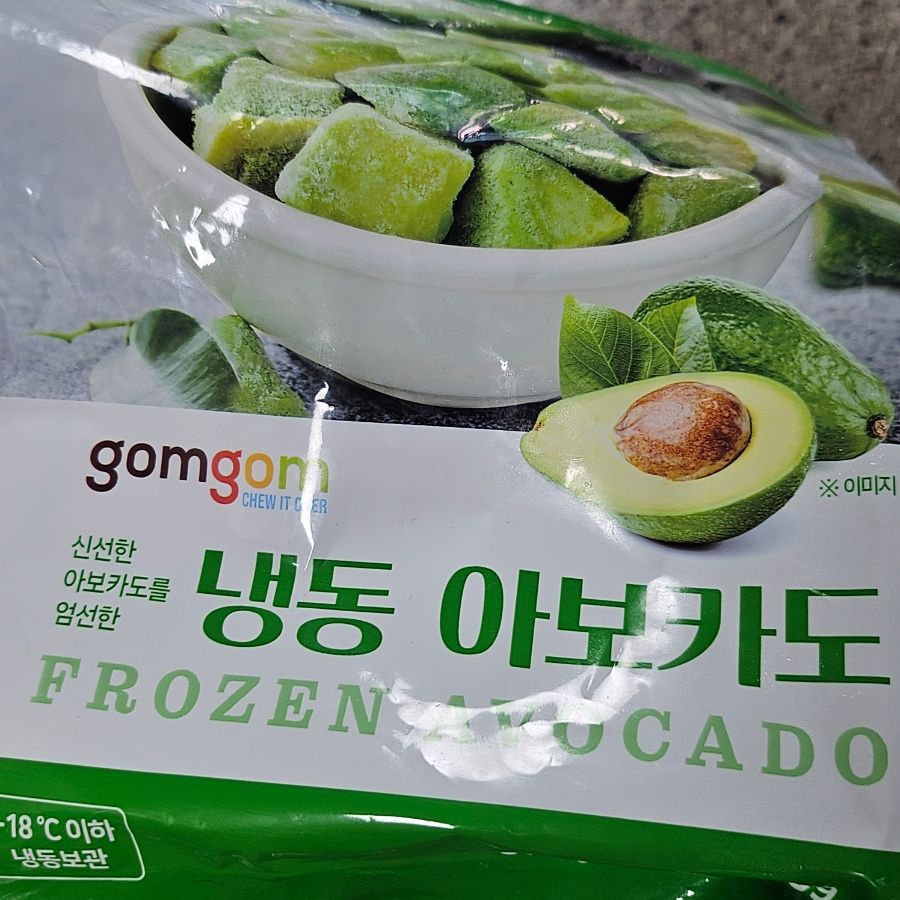 gomgom
CHEW IT OVER
※ 이미지
신선한
아보카도를
엄선한
냉동 아보카도
FROZEN AVOCADO
-18℃ 이하
냉동보관